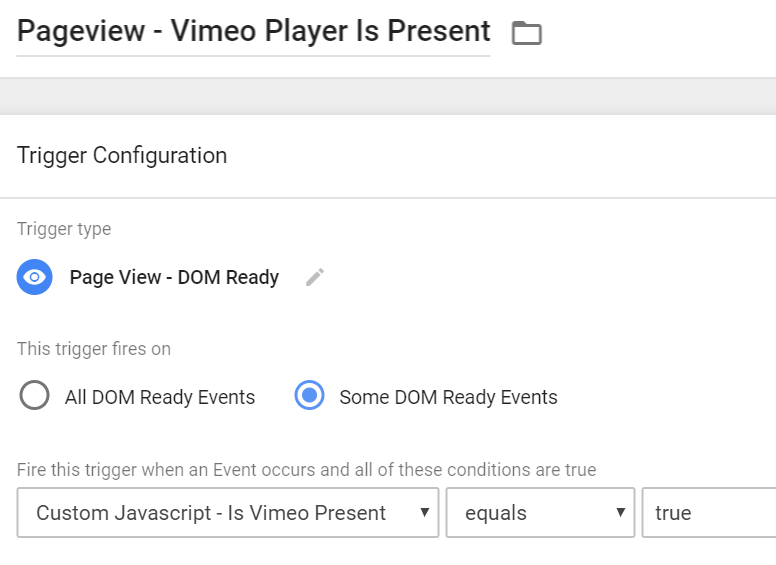 Pageview - Vimeo Player Is Present
Trigger Configuration
Trigger type
Page View - DOM Ready
This trigger fires on
All DOM Ready Events Some DOM Ready Events
Fire this trigger when an Event occurs and all of these conditions are true
Custom Javascript - Is Vimeo Present equals true